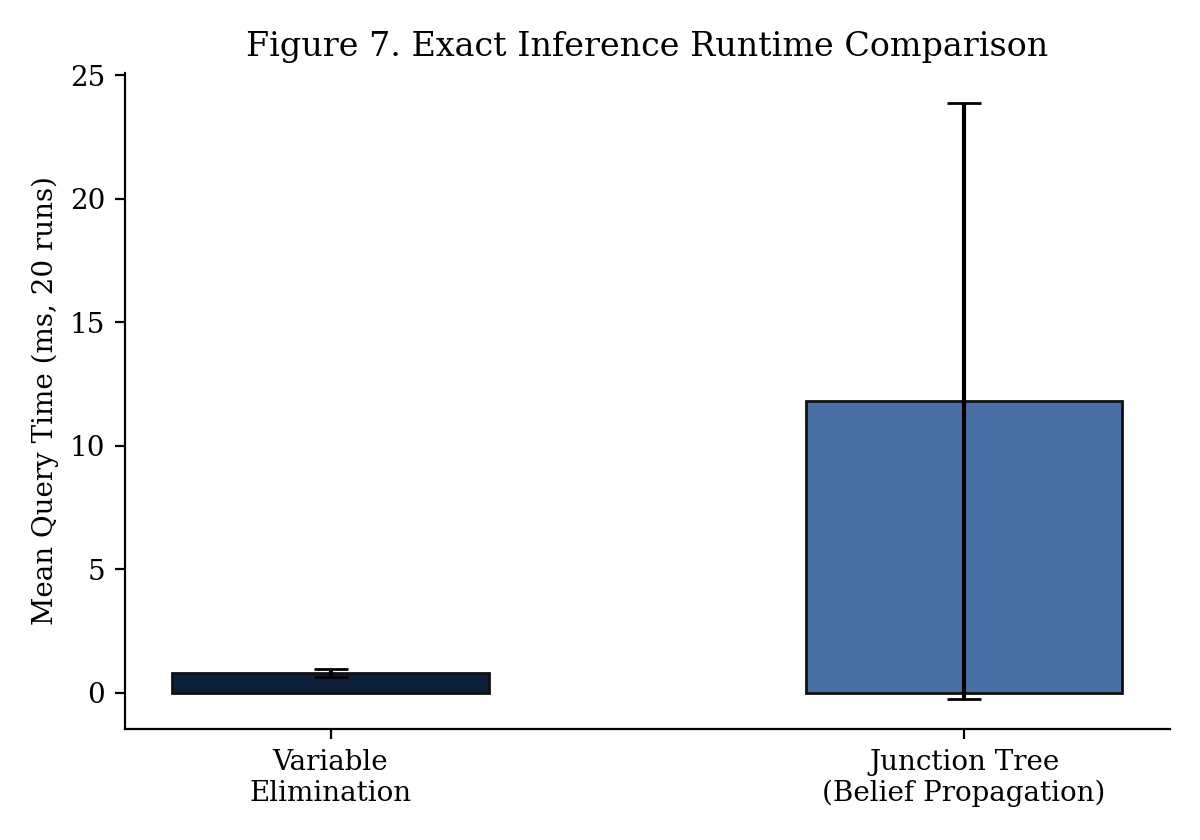 Figure 7. Exact Inference Runtime Comparison
Mean Query Time (ms, 20 runs)
25
20
15
10
5
0
Variable
Elimination
Junction Tree
(Belief Propagation)